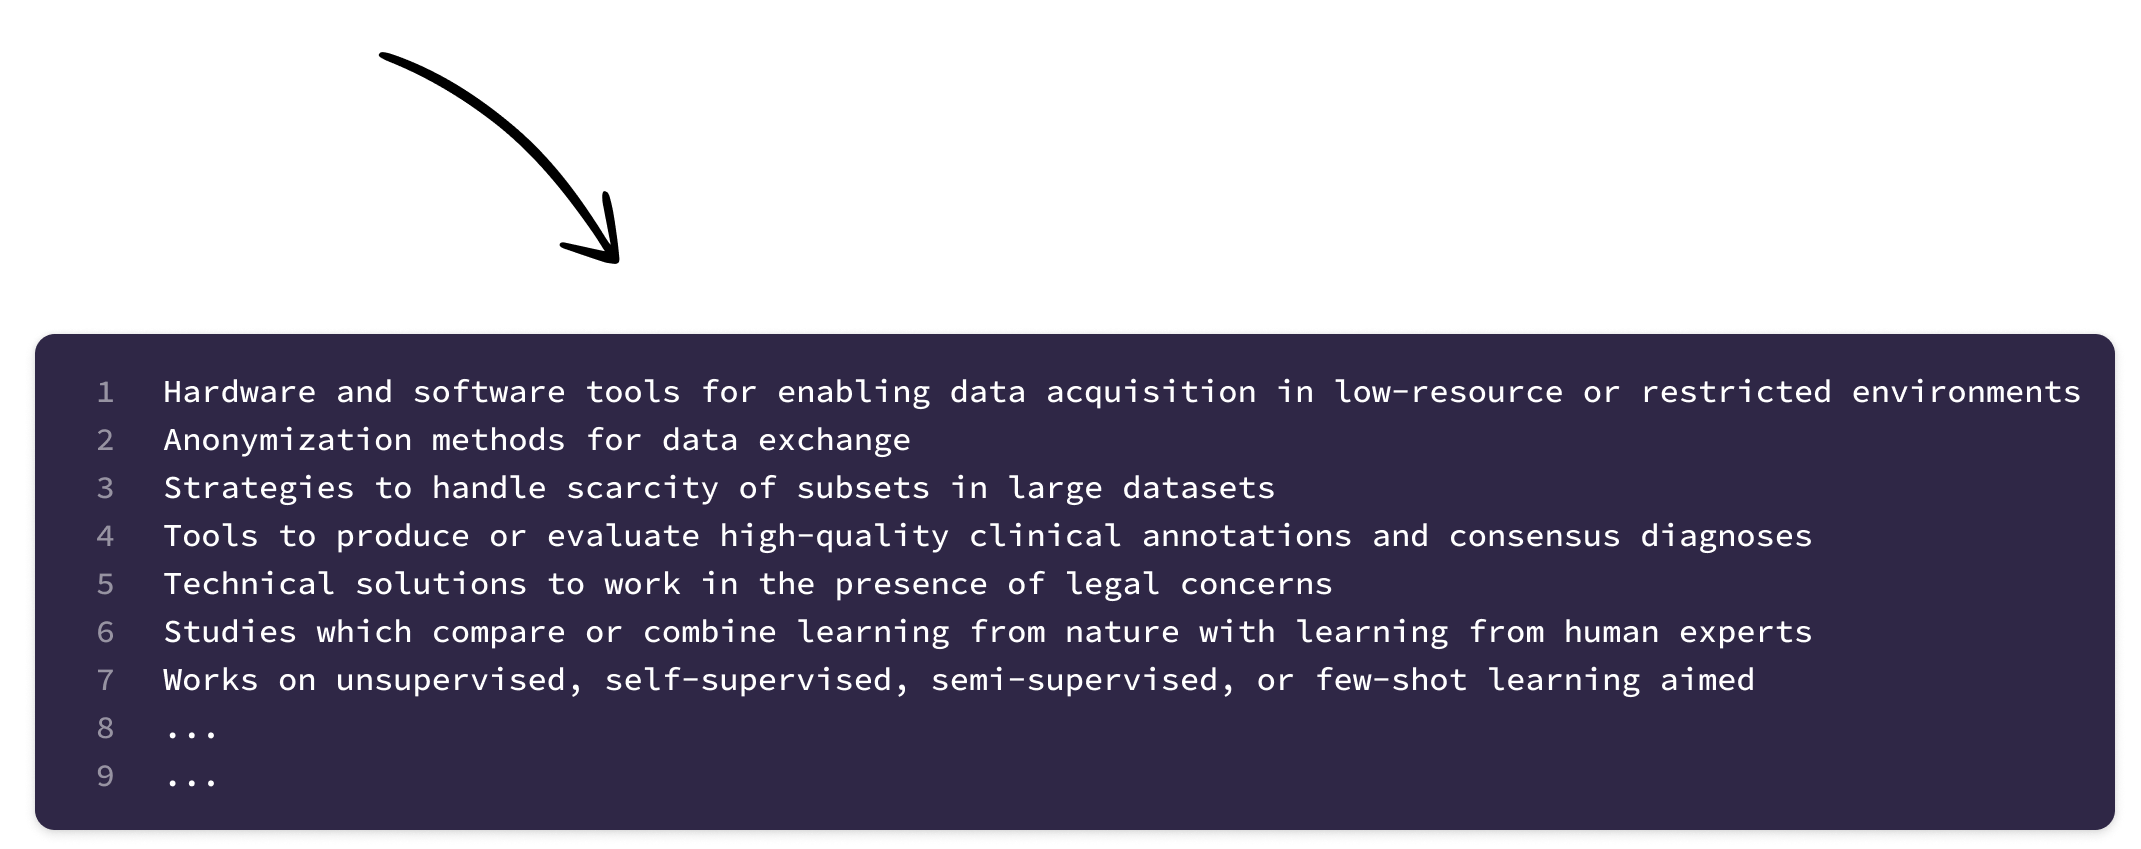 1 Hardware and software tools for enabling data acquisition in low-resource or restricted environments
2 Anonymization methods for data exchange
3 Strategies to handle scarcity of subsets in large datasets
4 Tools to produce or evaluate high-quality clinical annotations and consensus diagnoses
5 Technical solutions to work in the presence of legal concerns
6 Studies which compare or combine learning from nature with learning from human experts
7 Works on unsupervised, self-supervised, semi-supervised, or few-shot learning aimed
8 ...
9 ...